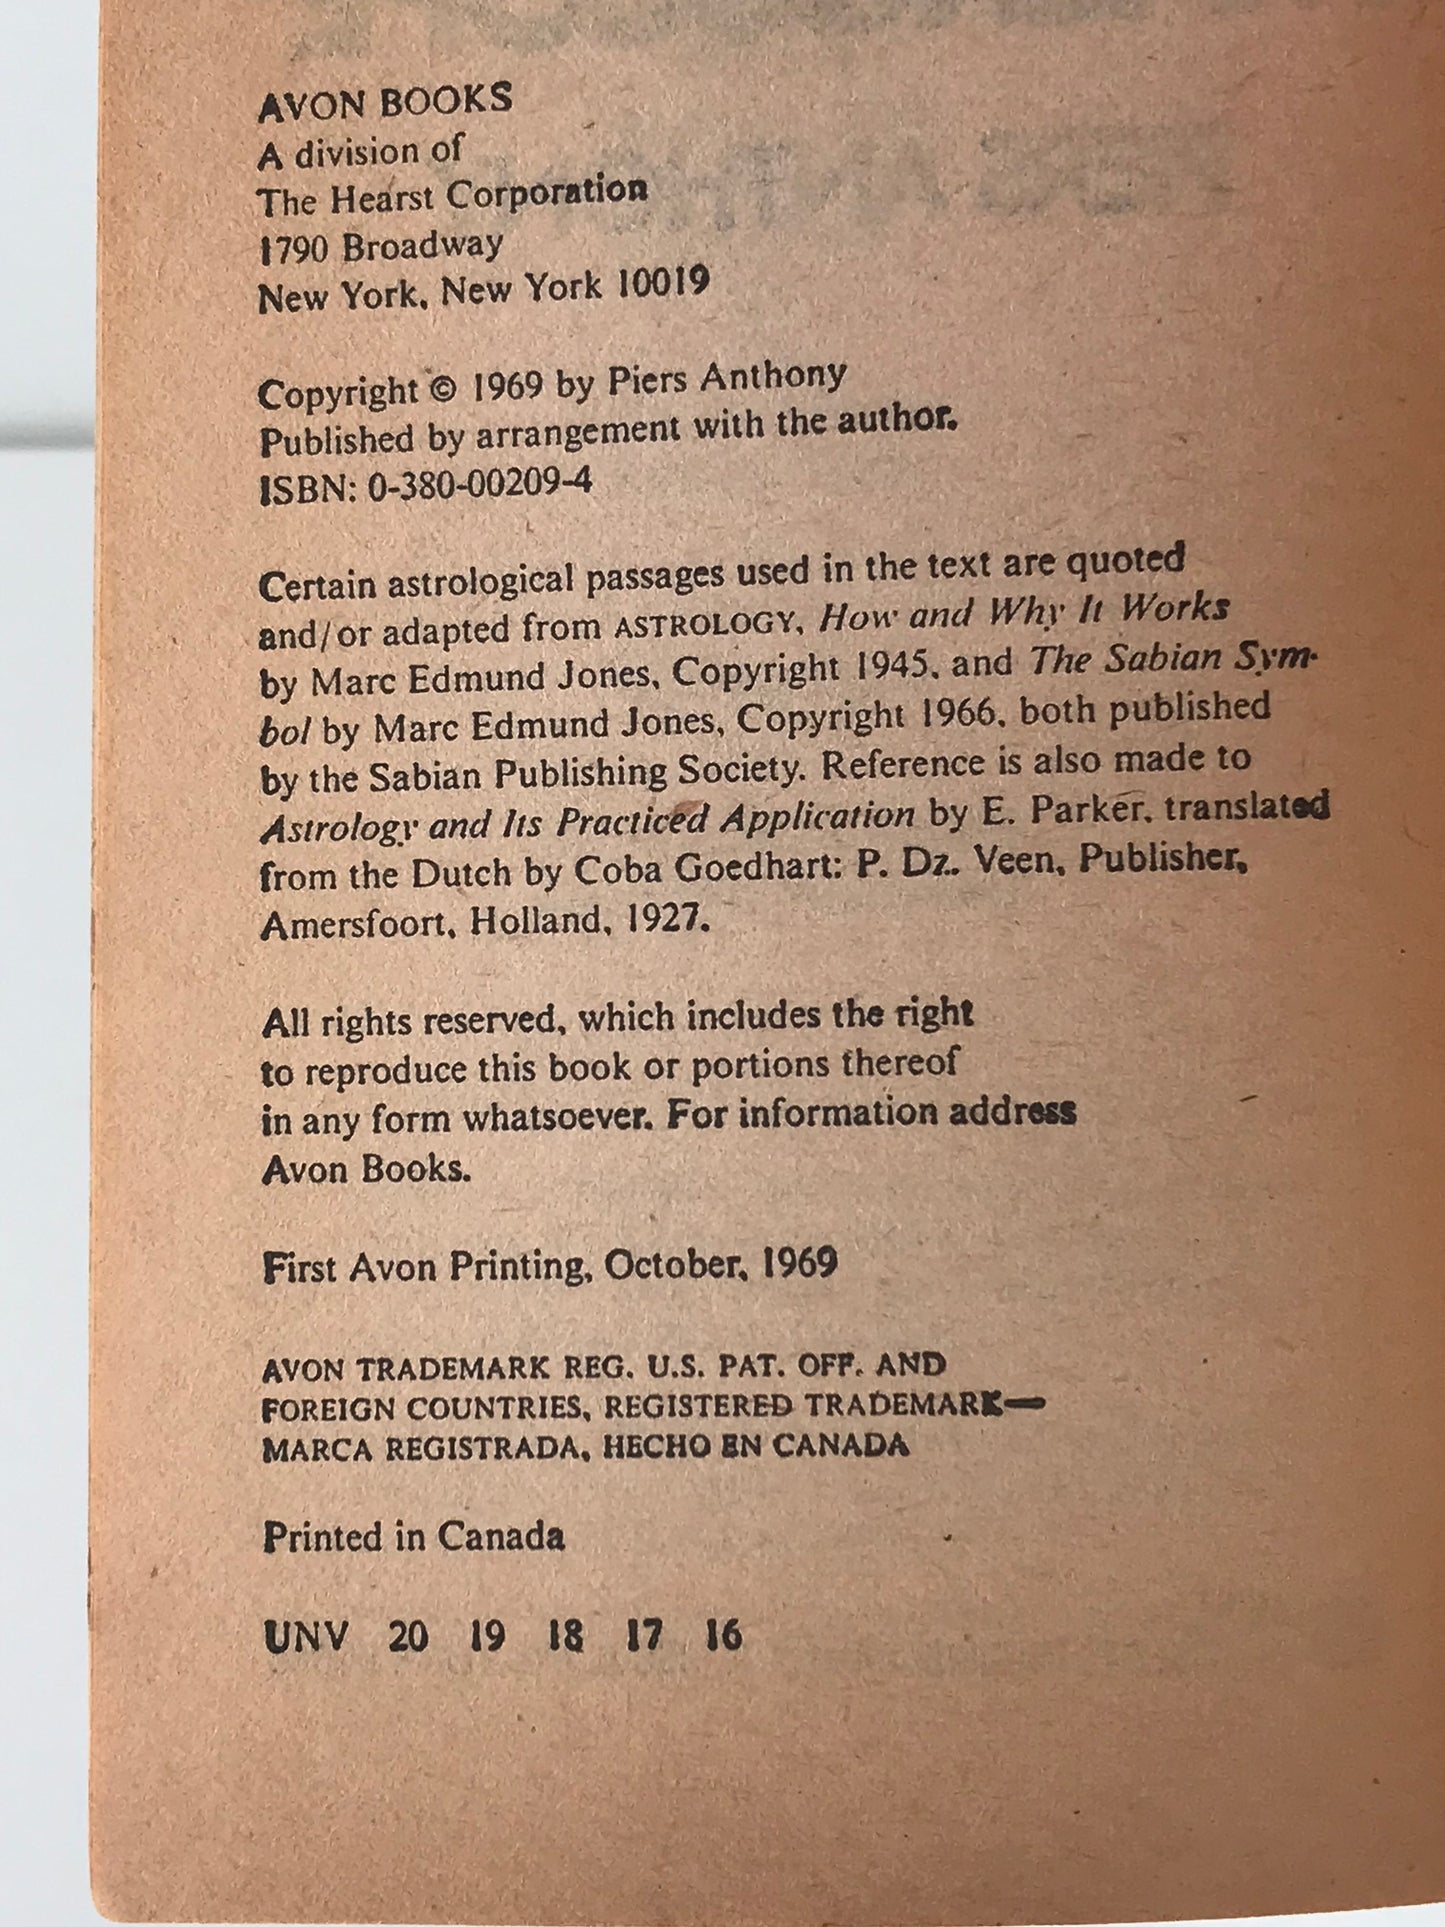 AVON BOOKS
A division of
The Hearst Corporation
1790 Broadway
New York, New York 10019
Copyright © 1969 by Piers Anthony
Published by arrangement with the author.
ISBN: 0-380-00209-4
Certain astrological passages used in the text are quoted
and/or adapted from ASTROLOGY, How and Why It Works
by Marc Edmund Jones, Copyright 1945, and The Sabian Sym-
bol by Marc Edmund Jones, Copyright 1966, both published
by the Sabian Publishing Society. Reference is also made to
Astrology and Its Practiced Application by E. Parker, translated
from the Dutch by Coba Goedhart: P. Dz. Veen, Publisher,
Amersfoort, Holland, 1927.
All rights reserved, which includes the right
to reproduce this book or portions thereof
in any form whatsoever. For information address
Avon Books.
First Avon Printing, October, 1969
AVON TRADEMARK REG. U.S. PAT. OFF. AND
FOREIGN COUNTRIES, REGISTERED TRADEMARK—
MARCA REGISTRADA, HECHO EN CANADA
Printed in Canada
UNV 20 19 18 17 16